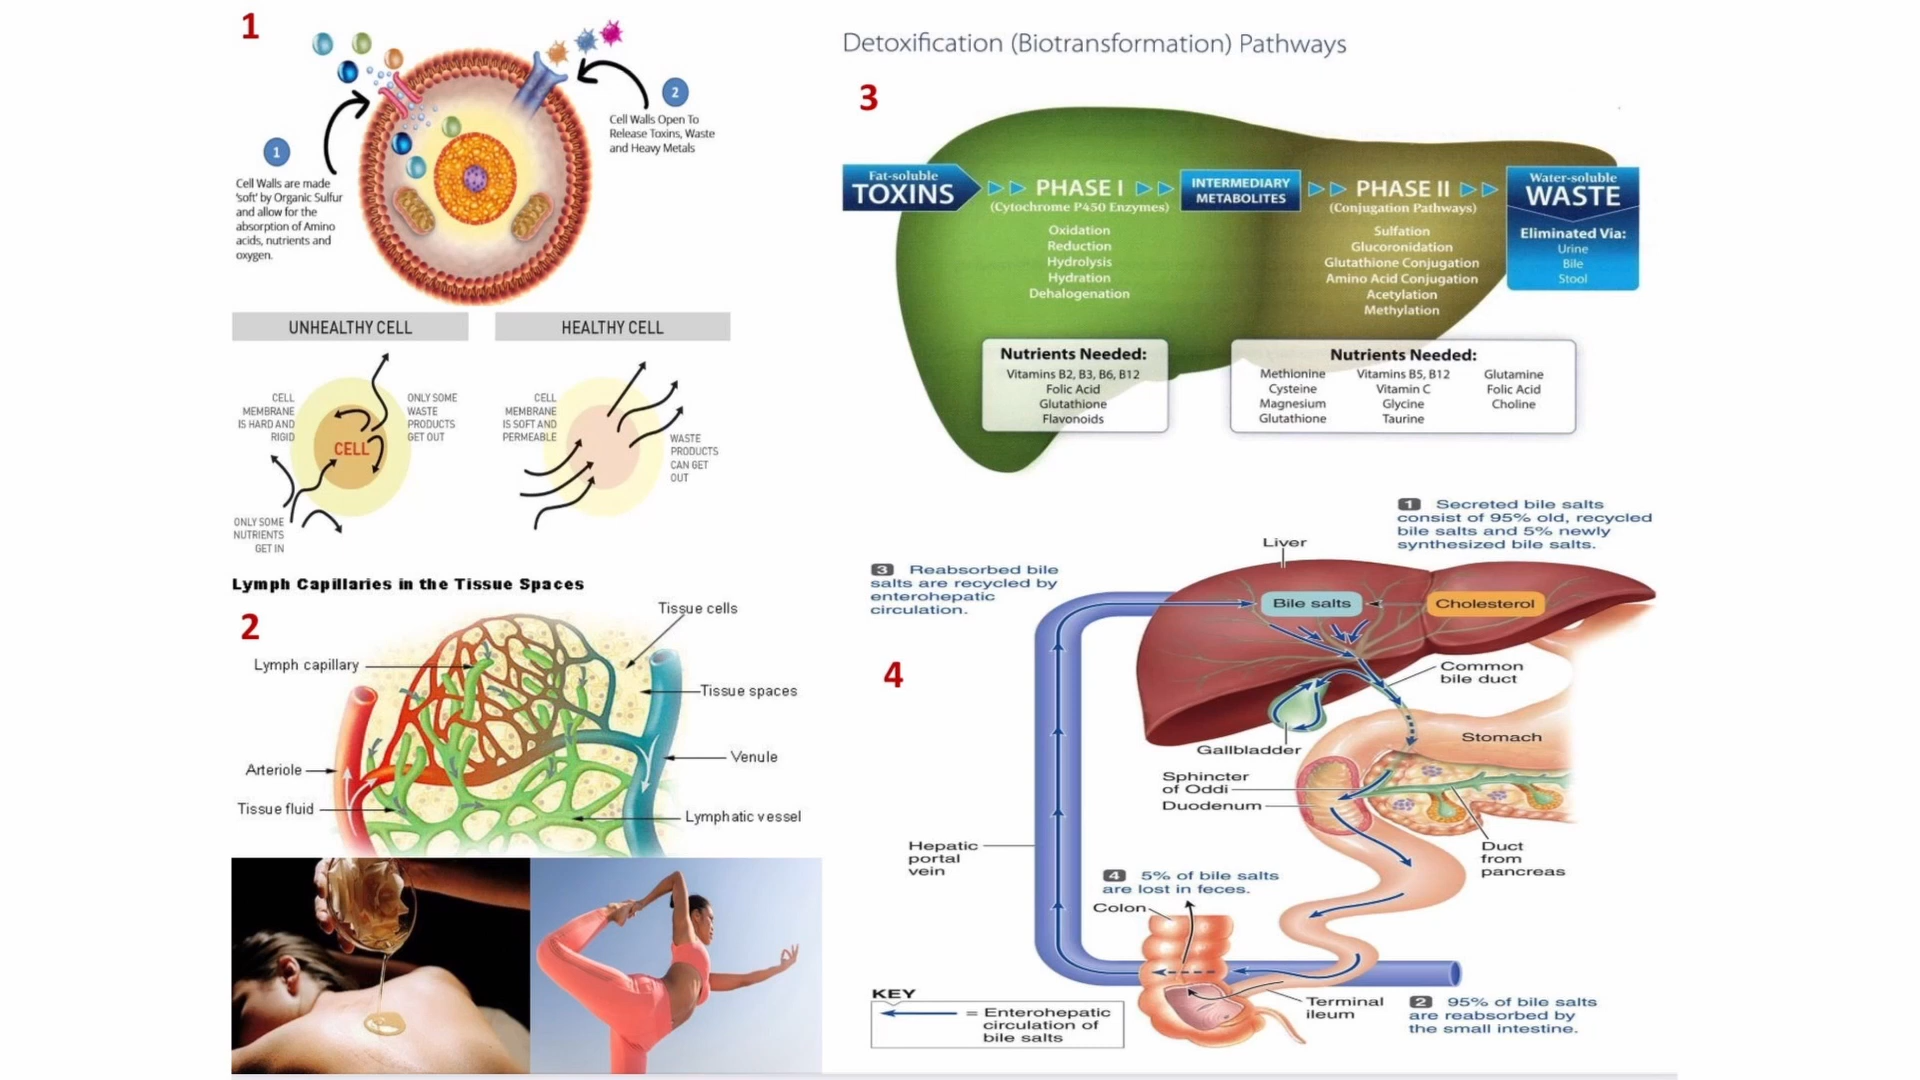 1
1
Cell Walls are made
'soft' by Organic Sulfur
and allow for the
absorption of Amino
acids, nutrients and
oxygen.
2
Cell Walls Open To
Release Toxins, Waste
and Heavy Metals
UNHEALTHY CELL
HEALTHY CELL
CELL
MEMBRANE
IS HARD AND
RIGID
ONLY SOME
WASTE
PRODUCTS
GET OUT
CELL
ONLY SOME
NUTRIENTS
GET IN
CELL
MEMBRANE
IS SOFT AND
PERMEABLE
WASTE
PRODUCTS
CAN GET
OUT
Lymph Capillaries in the Tissue Spaces
2
Tissue cells
Lymph capillary
Tissue spaces
Venule
Arteriole
Tissue fluid
Lymphatic vessel
Detoxification (Biotransformation) Pathways
3
Fat-soluble
TOXINS
PHASE I
(Cytochrome P450 Enzymes)
Oxidation
Reduction
Hydrolysis
Hydration
Dehalogenation
INTERMEDIARY
METABOLITES
PHASE II
(Conjugation Pathways)
Sulfation
Glucoronidation
Glutathione Conjugation
Amino Acid Conjugation
Acetylation
Methylation
Water-soluble
WASTE
Eliminated Via:
Urine
Bile
Stool
Nutrients Needed:
Vitamins B2, B3, B6, B12
Folic Acid
Glutathione
Flavonoids
Nutrients Needed:
Methionine Vitamins B5, B12 Glutamine
Cysteine Vitamin C Folic Acid
Magnesium Glycine Choline
Glutathione Taurine
4
1 Secreted bile salts
consist of 95% old, recycled
bile salts and 5% newly
synthesized bile salts.
Liver
3 Reabsorbed bile
salts are recycled by
enterohepatic
circulation.
Bile salts
Cholesterol
Common
bile duct
Gallbladder
Stomach
Sphincter
of Oddi
Duodenum
Hepatic
portal
vein
Duct
from
pancreas
4 5% of bile salts
are lost in feces.
Colon
KEY
= Enterohepatic
circulation of
bile salts
Terminal
ileum
2 95% of bile salts
are reabsorbed by
the small intestine.